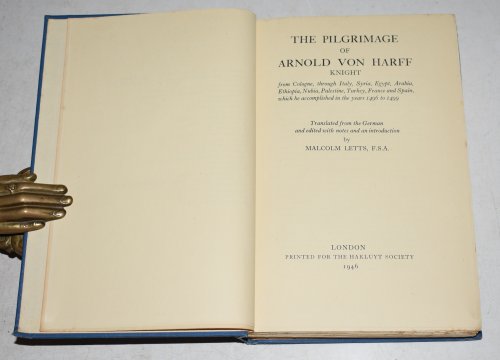 THE PILGRIMAGE
OF
ARNOLD VON HARFF
KNIGHT
from Cologne, through Italy, Syria, Egypt, Arabia,
Ethiopia, Nubia, Palestine, Turkey, France and Spain,
which he accomplished in the years 1496 to 1499
Translated from the German
and edited with notes and an introduction
by
MALCOLM LETTS, F.S.A.
LONDON
PRINTED FOR THE HAKLUYT SOCIETY
1946